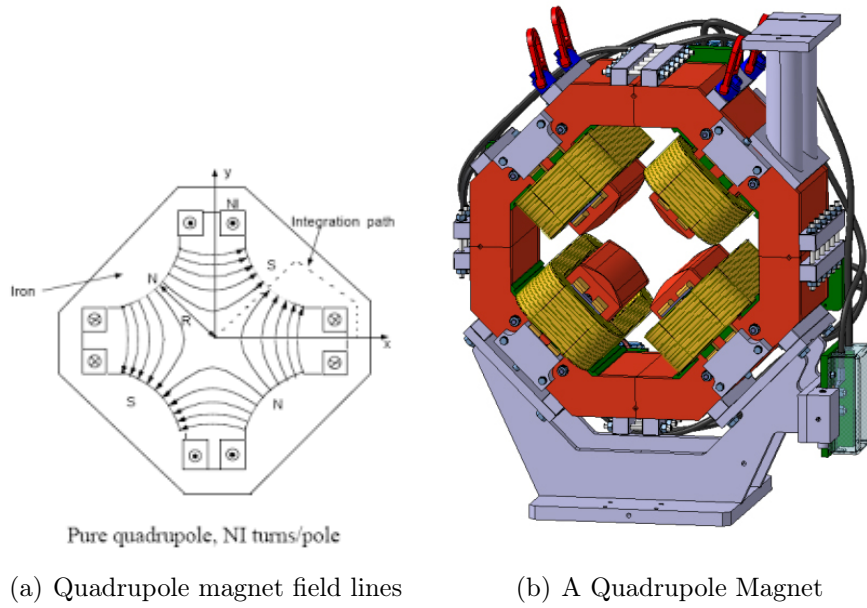 y
NI
Integration path
N
S
Iron
R
x
S
N
Pure quadrupole, NI turns/pole
(a) Quadrupole magnet field lines
(b) A Quadrupole Magnet